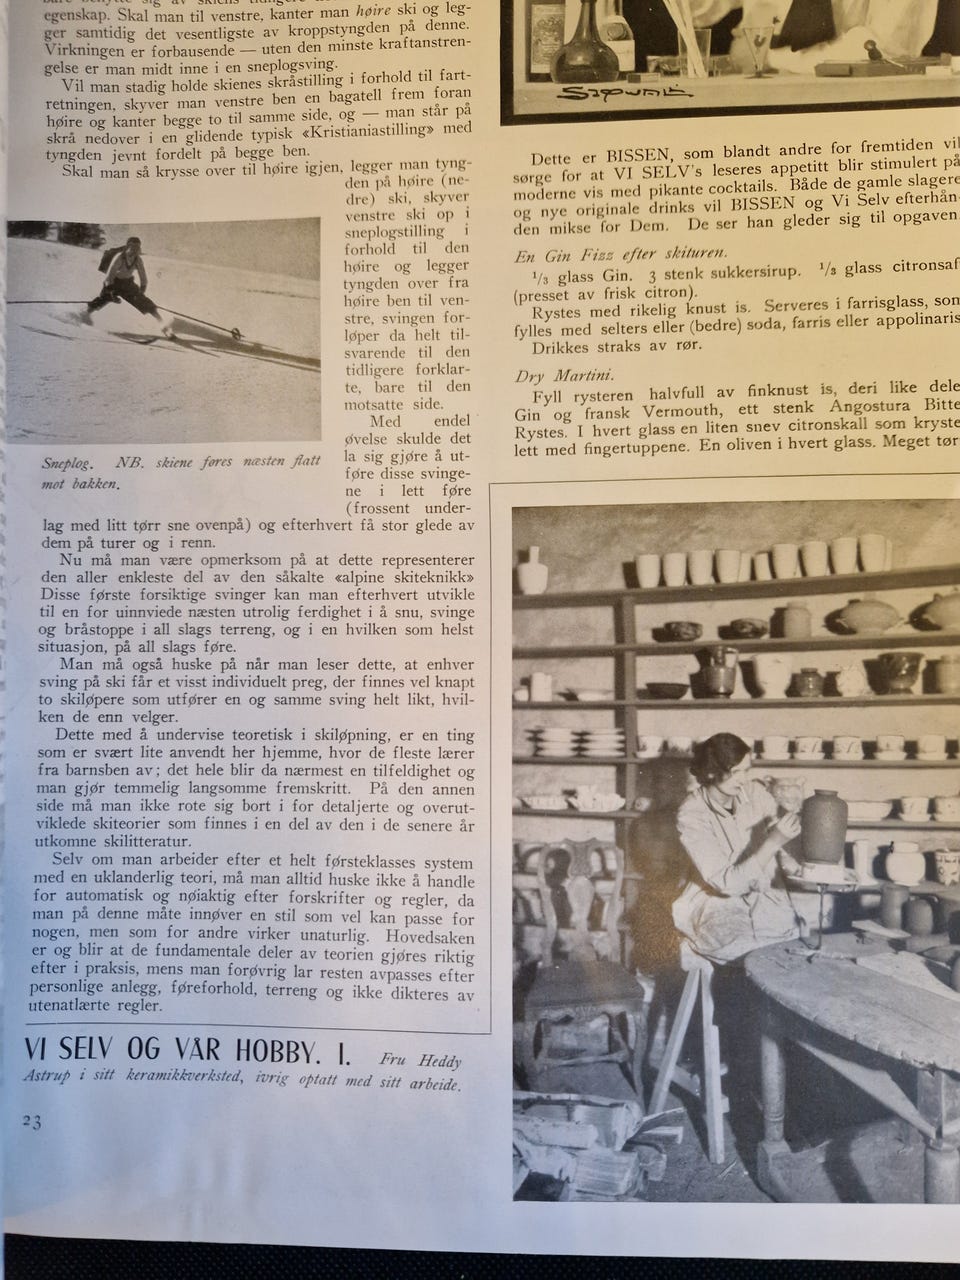 egenskap. Skal man til venstre, kanter man høire ski og leg-
ger samtidig det vesentligste av kroppstyngden på denne.
Virkningen er forbausende — uten den minste kraftanstren-
gelse er man midt inne i en sneplogsving.
Vil man stadig holde skienes skråstilling i forhold til fart-
retningen, skyver man venstre ben en bagatell frem foran
høire og kanter begge to til samme side, og — man står på
skrå nedover i en glidende typisk «Kristianiastilling» med
tyngden jevnt fordelt på begge ben.
Skal man så krysse over til høire igjen, legger man tyng-
den på høire (ne-
dre) ski, skyver
venstre ski op i
sneplogstilling i
forhold til den
høire og legger
tyngden over fra
høire ben til ven-
stre, svingen for-
løper da helt til-
svarende til den
tidligere forklar-
te, bare til den
motsatte side.
Med endel
øvelse skulde det
la sig gjøre å ut-
føre disse svinge-
ne i lett føre
(frossent under-
lag med litt tørr sne ovenpå) og efterhvert få stor glede av
dem på turer og i renn.
Sneplog. NB. skiene føres næsten flatt
mot bakken.
Nu må man være opmerksom på at dette representerer
den aller enkleste del av den såkalte «alpine skiteknikk»
Disse første forsiktige svinger kan man efterhvert utvikle
til en for uinnviede næsten utrolig ferdighet i å snu, svinge
og bråstoppe i all slags terreng, og i en hvilken som helst
situasjon, på all slags føre.
Man må også huske på når man leser dette, at enhver
sving på ski får et visst individuelt preg, der finnes vel knapt
to skiløpere som utfører en og samme sving helt likt, hvil-
ken de enn velger.
Dette med å undervise teoretisk i skiløpning, er en ting
som er svært lite anvendt her hjemme, hvor de fleste lærer
fra barnsben av; det hele blir da nærmest en tilfeldighet og
man gjør temmelig langsomme fremskritt. På den annen
side må man ikke rote sig bort i for detaljerte og overut-
viklede skiteorier som finnes i en del av den i de senere år
utkomne skilitteratur.
Selv om man arbeider efter et helt førsteklasses system
med en uklanderlig teori, må man alltid huske ikke å handle
for automatisk og nøiaktig efter forskrifter og regler, da
man på denne måte innøver en stil som vel kan passe for
nogen, men som for andre virker unaturlig. Hovedsaken
er og blir at de fundamentale deler av teorien gjøres riktig
efter i praksis, mens man forøvrig lar resten avpasses efter
personlige anlegg, føreforhold, terreng og ikke dikteres av
utenatlærte regler.
VI SELV OG VÅR HOBBY. I. Fru Heddy
Astrup i sitt keramikkverksted, ivrig optatt med sitt arbeide.
23
Dette er BISSEN, som blandt andre for fremtiden vil
sørge for at VI SELV's leseres appetitt blir stimulert på
moderne vis med pikante cocktails. Både de gamle slagere
og nye originale drinks vil BISSEN og Vi Selv efterhån-
den mikse for Dem. De ser han gleder sig til opgaven
En Gin Fizz efter skituren.
1/3 glass Gin. 3 stenk sukkersirup. 1/3 glass citronsaf
(presset av frisk citron).
Rystes med rikelig knust is. Serveres i farrisglass, som
fylles med selters eller (bedre) soda, farris eller appolinaris
Drikkes straks av rør.
Dry Martini.
Fyll rysteren halvfull av finknust is, deri like dele
Gin og fransk Vermouth, ett stenk Angostura Bitte
Rystes. I hvert glass en liten snev citronskall som kryste
lett med fingertuppene. En oliven i hvert glass. Meget tør